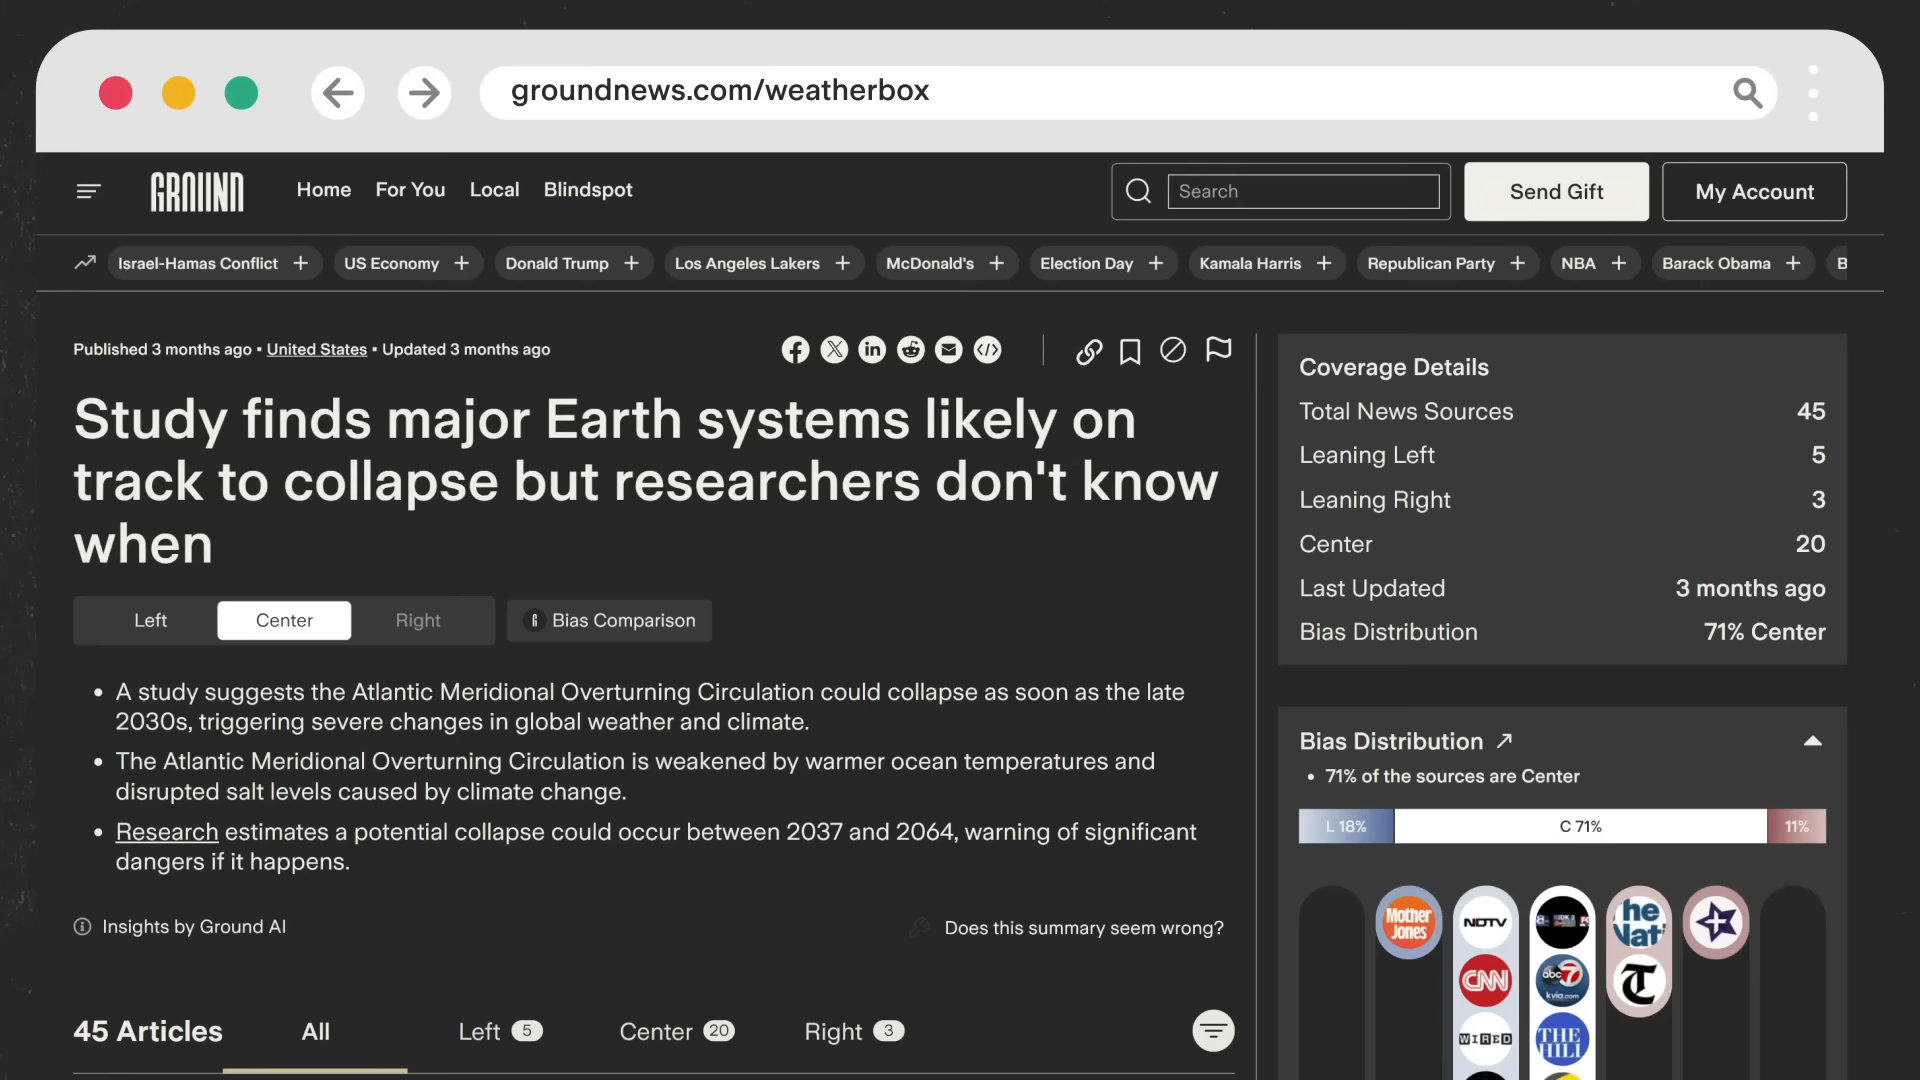 groundnews.com/weatherbox
GROUND
Home For You Local Blindspot
Search
Send Gift
My Account
Israel-Hamas Conflict + US Economy + Donald Trump + Los Angeles Lakers + McDonald's + Election Day + Kamala Harris + Republican Party + NBA + Barack Obama + B
Published 3 months ago • United States • Updated 3 months ago
Study finds major Earth systems likely on
track to collapse but researchers don't know
when
Left Center Right Bias Comparison
• A study suggests the Atlantic Meridional Overturning Circulation could collapse as soon as the late
2030s, triggering severe changes in global weather and climate.
• The Atlantic Meridional Overturning Circulation is weakened by warmer ocean temperatures and
disrupted salt levels caused by climate change.
• Research estimates a potential collapse could occur between 2037 and 2064, warning of significant
dangers if it happens.
Insights by Ground AI
Does this summary seem wrong?
45 Articles All Left 5 Center 20 Right 3
Coverage Details
Total News Sources 45
Leaning Left 5
Leaning Right 3
Center 20
Last Updated 3 months ago
Bias Distribution 71% Center
Bias Distribution
• 71% of the sources are Center
L 18% C 71% 11%
Mother
Jones
NDTV
CNN
WIRED
abc 7
kvia.com
THE
HILL
he
Nati
T